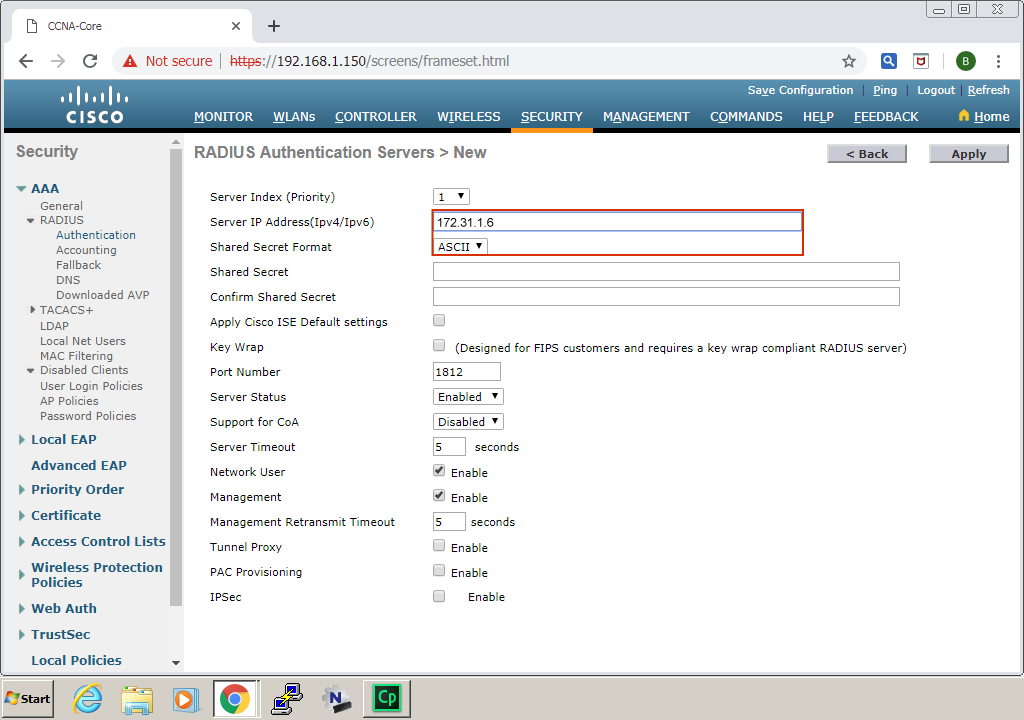 CCNA-Core
Not secure https://192.168.1.150/screens/frameset.html
B
Save Configuration Ping Logout Refresh
CISCO
MONITOR WLANs CONTROLLER WIRELESS SECURITY MANAGEMENT COMMANDS HELP FEEDBACK Home
Security
AAA
General
RADIUS
Authentication
Accounting
Fallback
DNS
Downloaded AVP
TACACS+
LDAP
Local Net Users
MAC Filtering
Disabled Clients
User Login Policies
AP Policies
Password Policies
Local EAP
Advanced EAP
Priority Order
Certificate
Access Control Lists
Wireless Protection
Policies
Web Auth
TrustSec
Local Policies
RADIUS Authentication Servers > New
< Back Apply
Server Index (Priority) 1
Server IP Address(Ipv4/Ipv6) 172.31.1.6
Shared Secret Format ASCII
Shared Secret
Confirm Shared Secret
Apply Cisco ISE Default settings
Key Wrap (Designed for FIPS customers and requires a key wrap compliant RADIUS server)
Port Number 1812
Server Status Enabled
Support for CoA Disabled
Server Timeout 5 seconds
Network User Enable
Management Enable
Management Retransmit Timeout 5 seconds
Tunnel Proxy Enable
PAC Provisioning Enable
IPSec Enable
Start
N
Cp